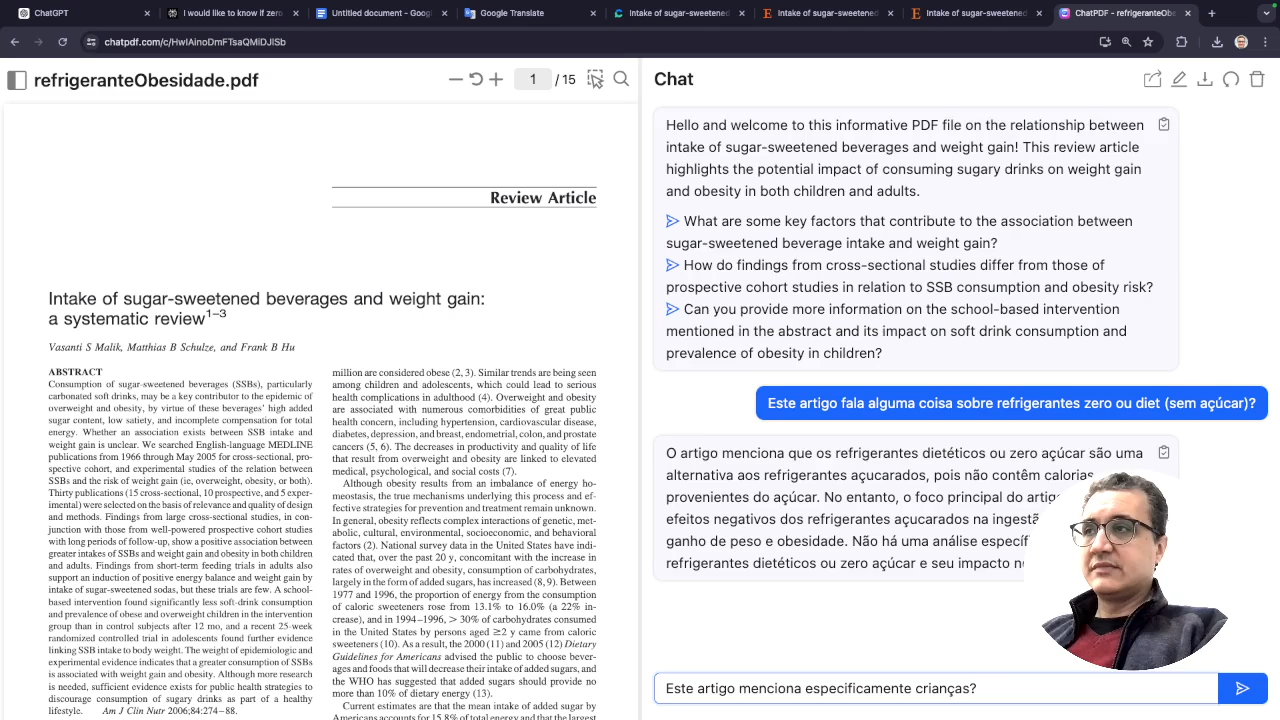 ChatGPT
I would like to know if zero
Untitled document - Goog
Google Translate
Intake of sugar-sweetened
Intake of sugar-sweetened
Intake of sugar-sweetened
ChatPDF - refrigeranteOb
chatpdf.com/c/HwIAinoDmFTsaQMiDJISb
refrigeranteObesidade.pdf
1 / 15
Review Article
Intake of sugar-sweetened beverages and weight gain:
a systematic review1–3
Vasanti S Malik, Matthias B Schulze, and Frank B Hu
ABSTRACT
Consumption of sugar-sweetened beverages (SSBs), particularly
carbonated soft drinks, may be a key contributor to the epidemic of
overweight and obesity, by virtue of these beverages' high added
sugar content, low satiety, and incomplete compensation for total
energy. Whether an association exists between SSB intake and
weight gain is unclear. We searched English-language MEDLINE
publications from 1966 through May 2005 for cross-sectional, pro-
spective cohort, and experimental studies of the relation between
SSBs and the risk of weight gain (ie, overweight, obesity, or both).
Thirty publications (15 cross-sectional, 10 prospective, and 5 exper-
imental) were selected on the basis of relevance and quality of design
and methods. Findings from large cross-sectional studies, in con-
junction with those from well-powered prospective cohort studies
with long periods of follow-up, show a positive association between
greater intakes of SSBs and weight gain and obesity in both children
and adults. Findings from short-term feeding trials in adults also
support an induction of positive energy balance and weight gain by
intake of sugar-sweetened sodas, but these trials are few. A school-
based intervention found significantly less soft-drink consumption
and prevalence of obese and overweight children in the intervention
group than in control subjects after 12 mo, and a recent 25-week
randomized controlled trial in adolescents found further evidence
linking SSB intake to body weight. The weight of epidemiologic and
experimental evidence indicates that a greater consumption of SSBs
is associated with weight gain and obesity. Although more research
is needed, sufficient evidence exists for public health strategies to
discourage consumption of sugary drinks as part of a healthy
lifestyle. Am J Clin Nutr 2006;84:274–88.
million are considered obese (2, 3). Similar trends are being seen
among children and adolescents, which could lead to serious
health complications in adulthood (4). Overweight and obesity
are associated with numerous comorbidities of great public
health concern, including hypertension, cardiovascular disease,
diabetes, depression, and breast, endometrial, colon, and prostate
cancers (5, 6). The decreases in productivity and quality of life
that result from overweight and obesity are linked to elevated
medical, psychological, and social costs (7).
Although obesity results from an imbalance of energy ho-
meostasis, the true mechanisms underlying this process and ef-
fective strategies for prevention and treatment remain unknown.
In general, obesity reflects complex interactions of genetic, met-
abolic, cultural, environmental, socioeconomic, and behavioral
factors (2). National survey data in the United States have indi-
cated that, over the past 20 y, concomitant with the increase in
rates of overweight and obesity, consumption of carbohydrates,
largely in the form of added sugars, has increased (8, 9). Between
1977 and 1996, the proportion of energy from the consumption
of caloric sweeteners rose from 13.1% to 16.0% (a 22% in-
crease), and in 1994–1996, > 30% of carbohydrates consumed
in the United States by persons aged ≥2 y came from caloric
sweeteners (10). As a result, the 2000 (11) and 2005 (12) Dietary
Guidelines for Americans advised the public to choose bever-
ages and foods that will decrease their intake of added sugars, and
the WHO has suggested that added sugars should provide no
more than 10% of dietary energy (13).
Current estimates are that the mean intake of added sugar by
Americans accounts for 15.8% of total energy and that the largest
Chat
Hello and welcome to this informative PDF file on the relationship between
intake of sugar-sweetened beverages and weight gain! This review article
highlights the potential impact of consuming sugary drinks on weight gain
and obesity in both children and adults.
What are some key factors that contribute to the association between
sugar-sweetened beverage intake and weight gain?
How do findings from cross-sectional studies differ from those of
prospective cohort studies in relation to SSB consumption and obesity risk?
Can you provide more information on the school-based intervention
mentioned in the abstract and its impact on soft drink consumption and
prevalence of obesity in children?
Este artigo fala alguma coisa sobre refrigerantes zero ou diet (sem açúcar)?
O artigo menciona que os refrigerantes dietéticos ou zero açúcar são uma
alternativa aos refrigerantes açucarados, pois não contêm calorias
provenientes do açúcar. No entanto, o foco principal do artigo
efeitos negativos dos refrigerantes açucarados na ingestã
ganho de peso e obesidade. Não há uma análise específi
refrigerantes dietéticos ou zero açúcar e seu impacto n
Este artigo menciona especificamente crianças?